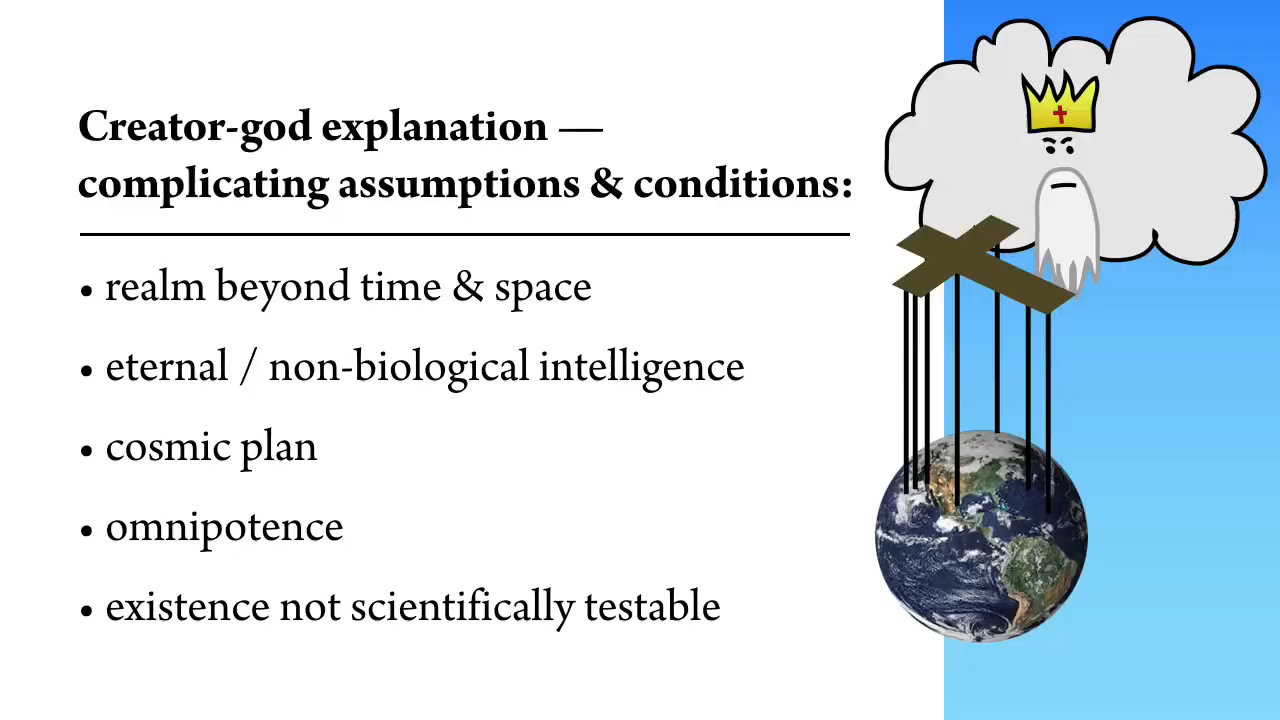 Creator-god explanation —
complicating assumptions & conditions:
• realm beyond time & space
• eternal / non-biological intelligence
• cosmic plan
• omnipotence
• existence not scientifically testable